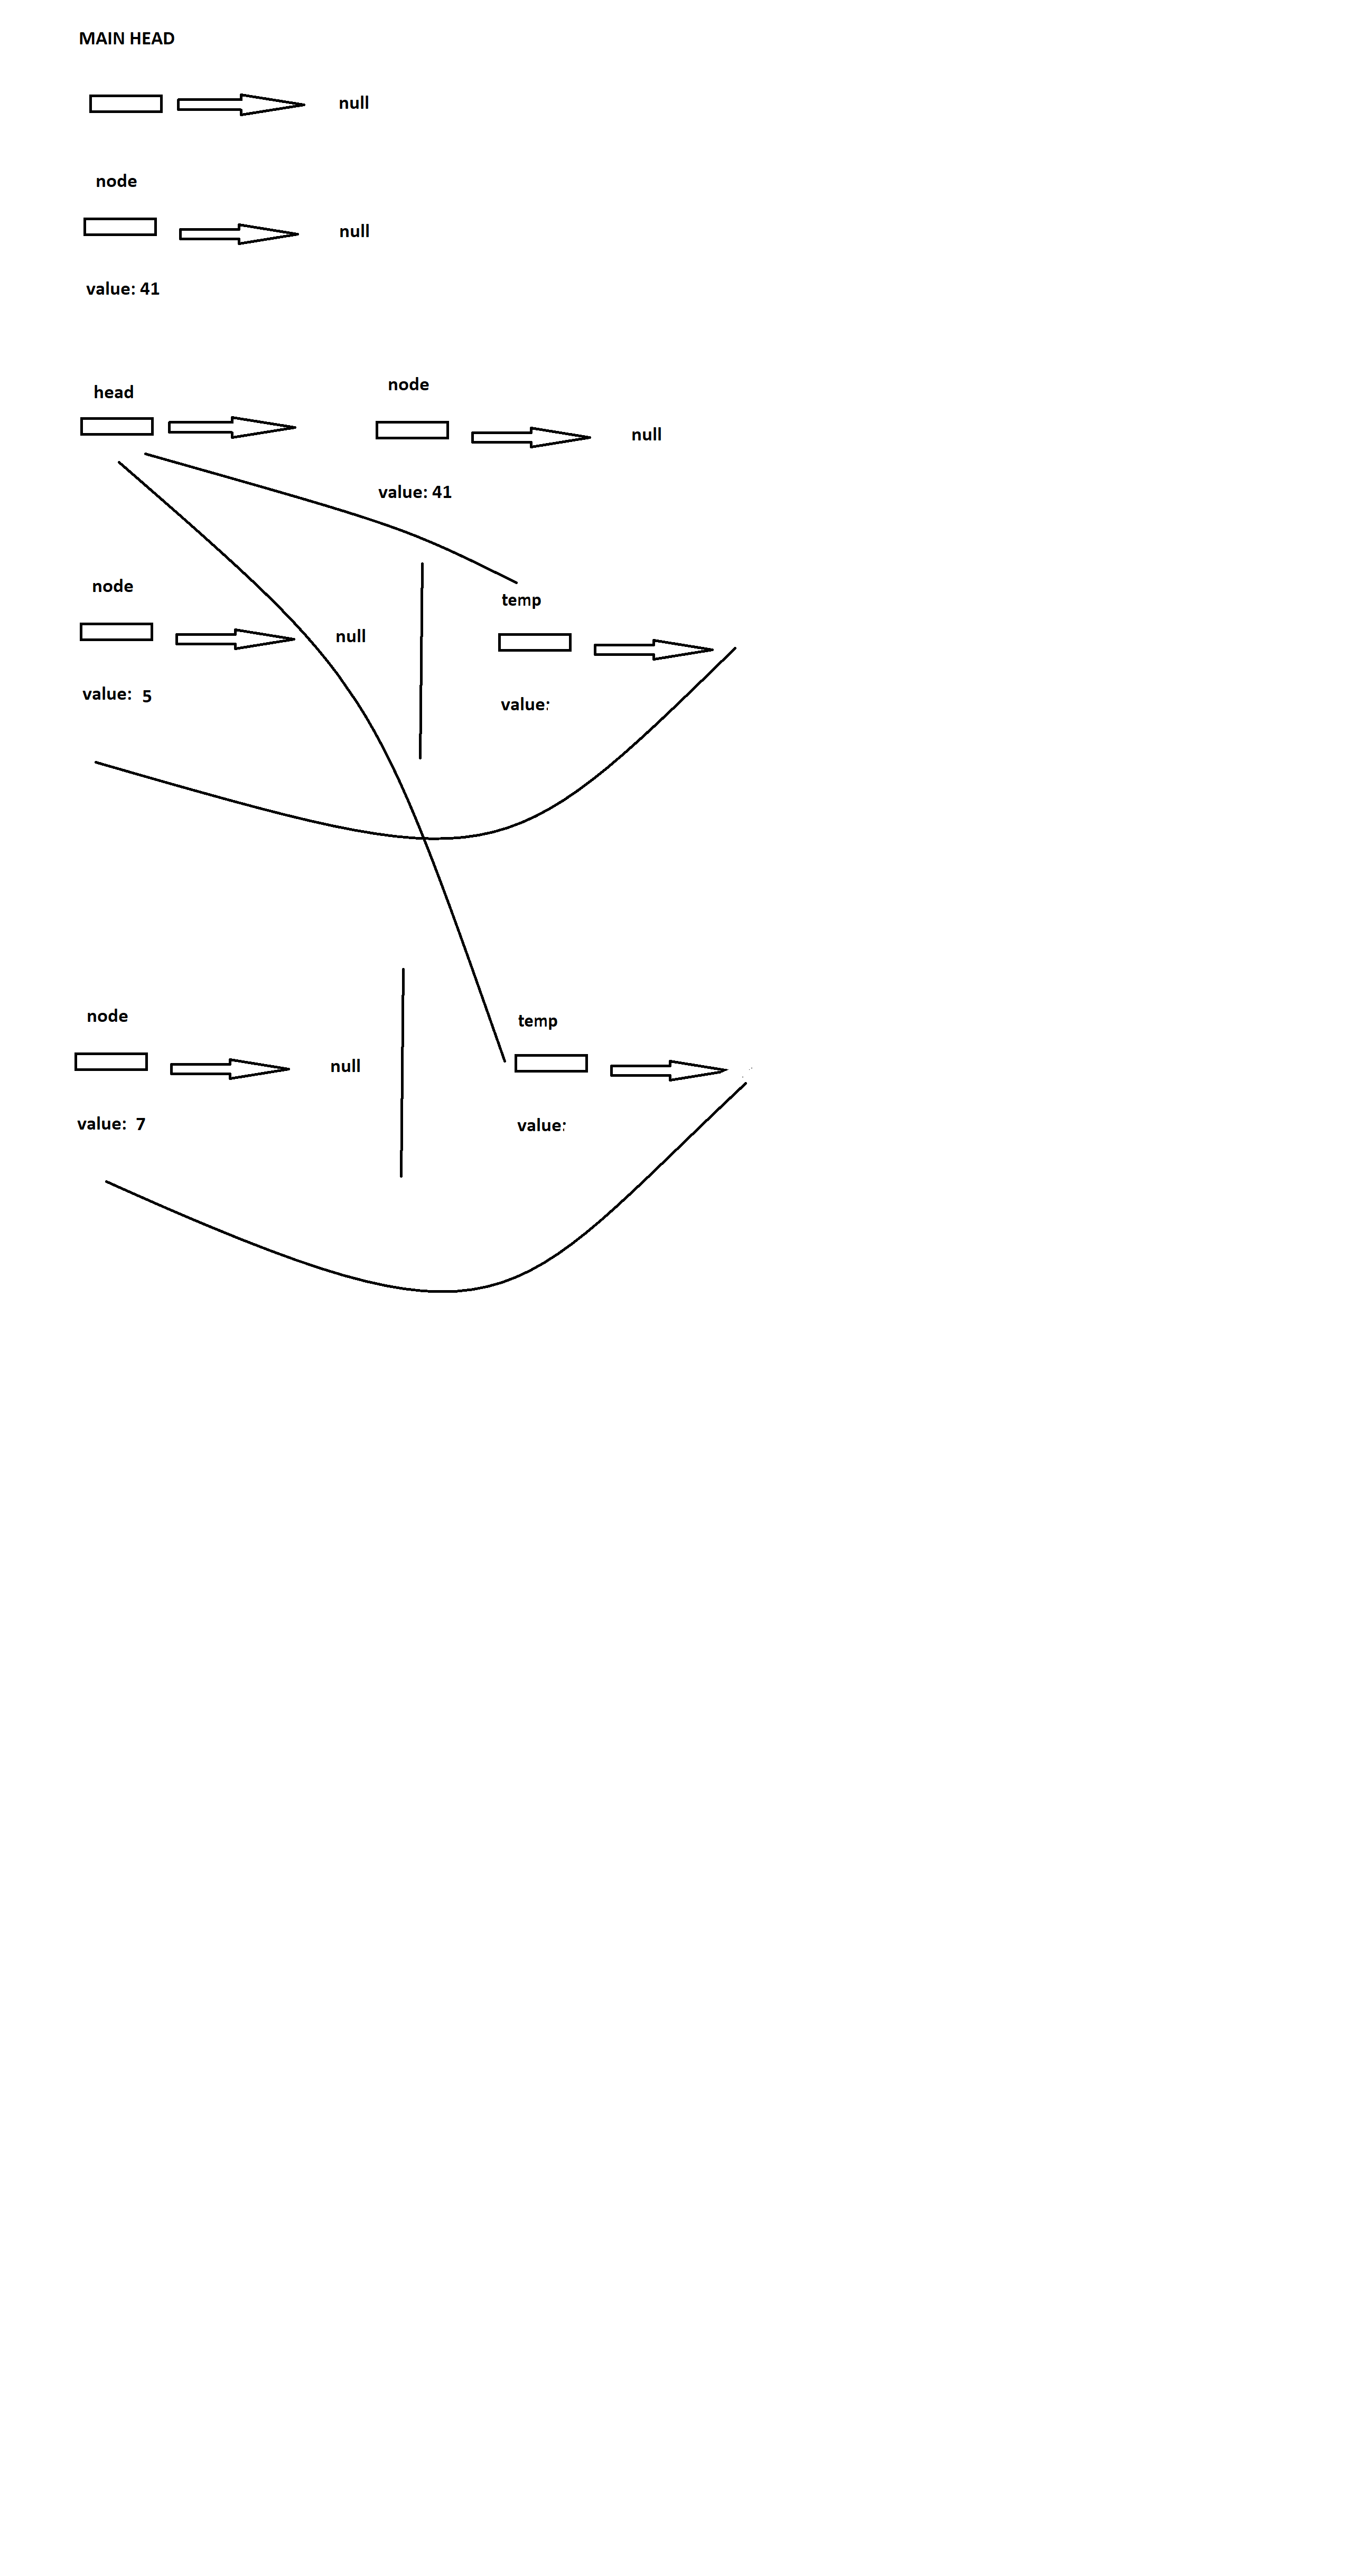 MAIN HEAD
null
node
null
value: 41
head
node
null
value: 41
node
temp
null
value: 5
value:
node
temp
null
value: 7
value: